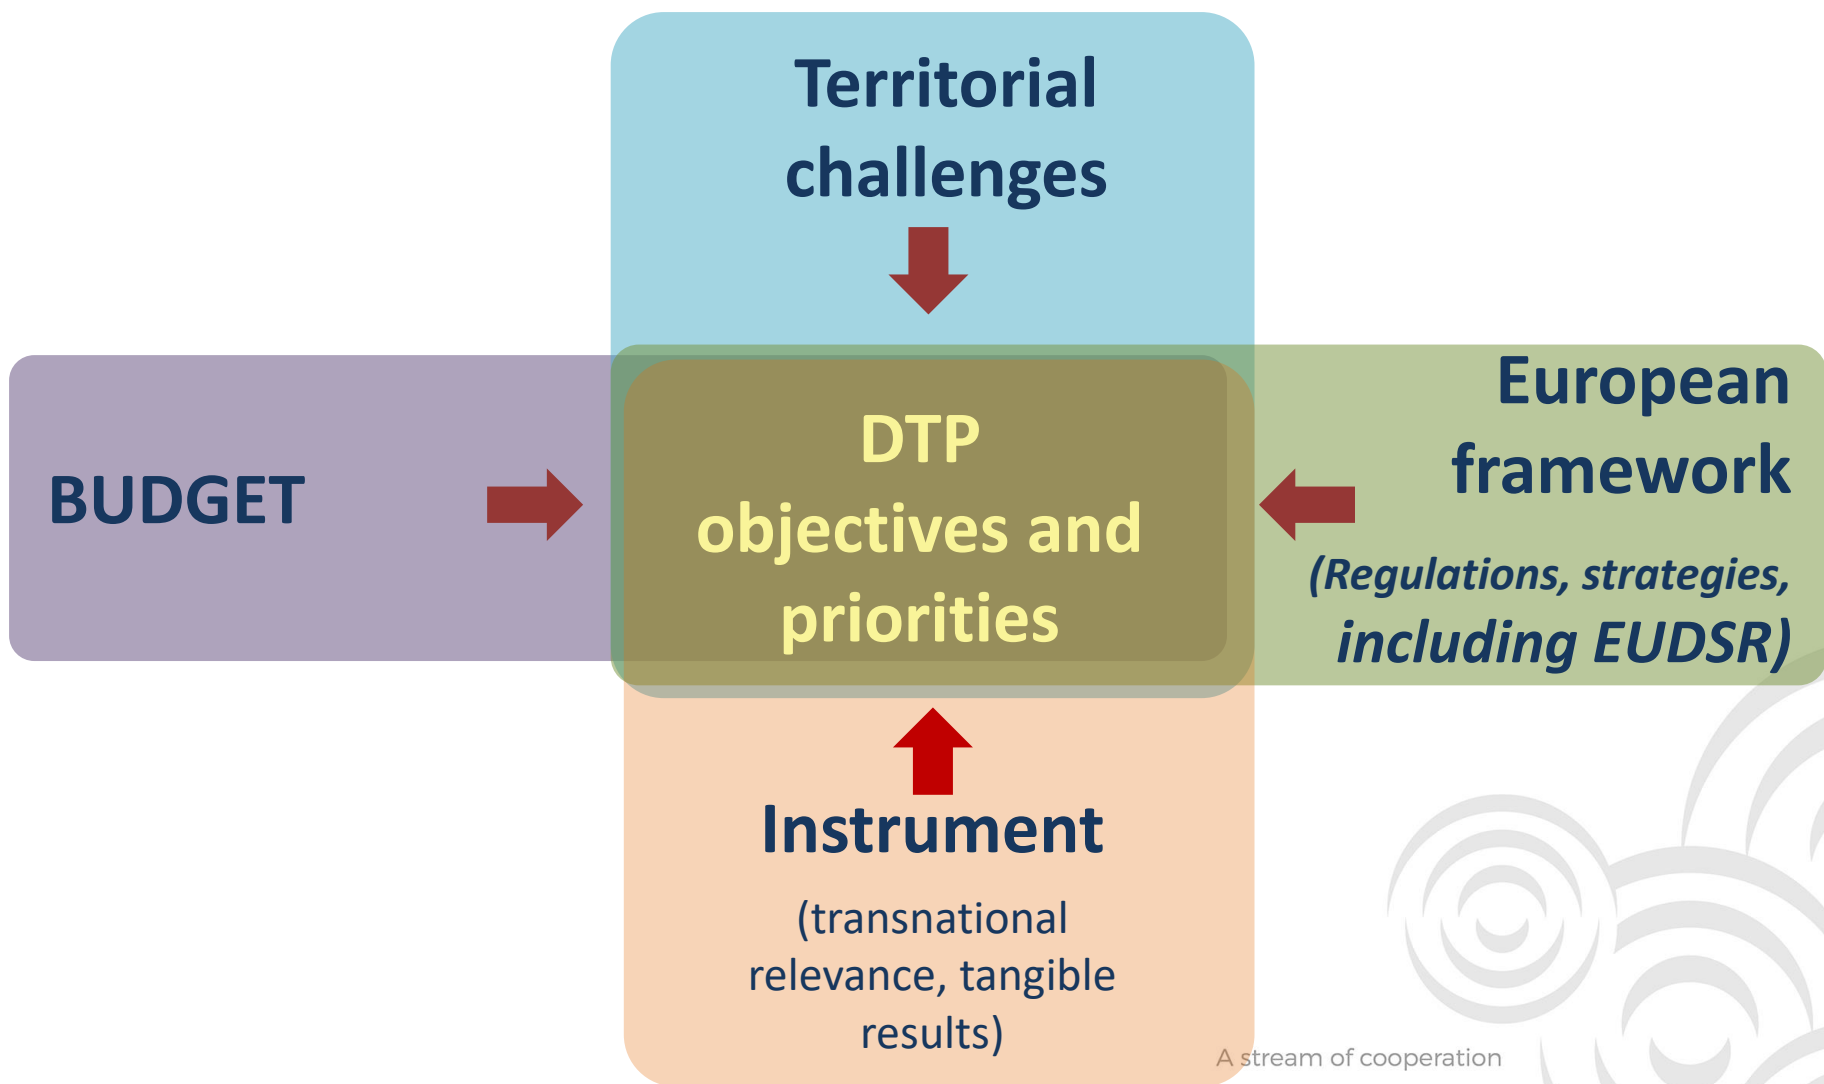 Territorial
challenges
BUDGET
DTP
objectives and
priorities
European
framework
(Regulations, strategies,
including EUDSR)
Instrument
(transnational
relevance, tangible
results)
A stream of cooperation